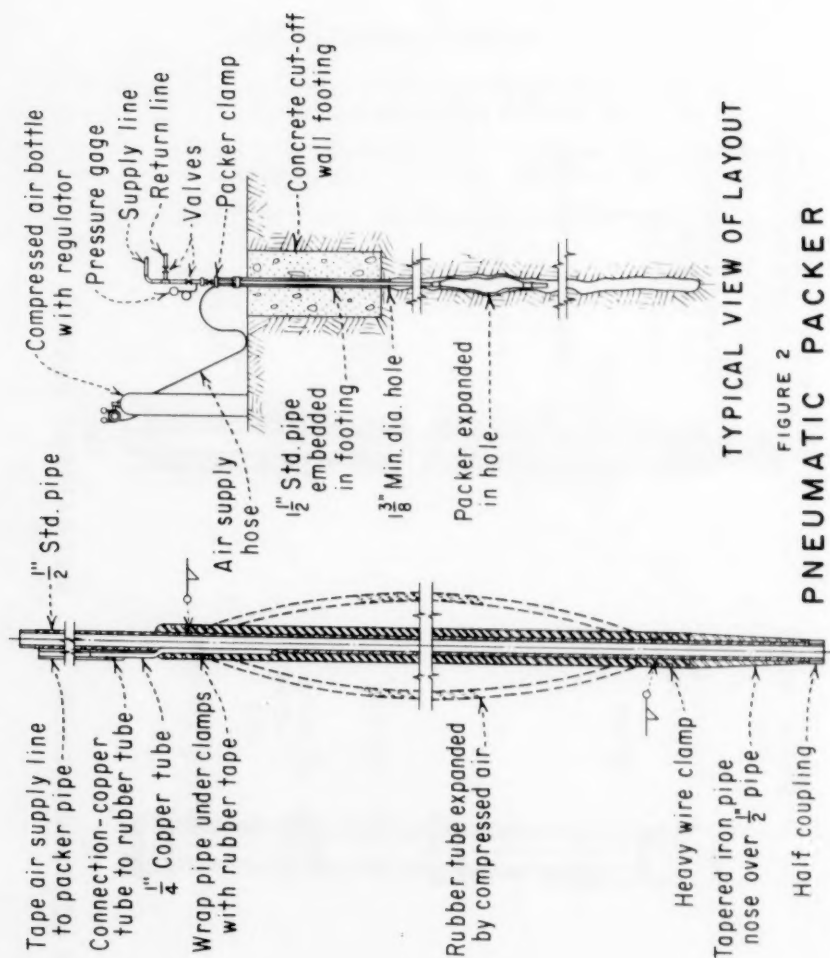 Tape air supply line
to packer pipe
1/2" Std. pipe
Connection-copper
tube to rubber tube
1/4" Copper tube
Wrap pipe under clamps
with rubber tape
Rubber tube expanded
by compressed air
Heavy wire clamp
Tapered iron pipe
nose over 1/2" pipe
Half coupling
Compressed air bottle
with regulator
Pressure gage
Supply line
Return line
Valves
Packer clamp
Concrete cut-off
wall footing
Air supply
hose
1 1/2" Std. pipe
embedded
in footing
1 3/8" Min. dia. hole
Packer expanded
in hole
TYPICAL VIEW OF LAYOUT
FIGURE 2
PNEUMATIC PACKER